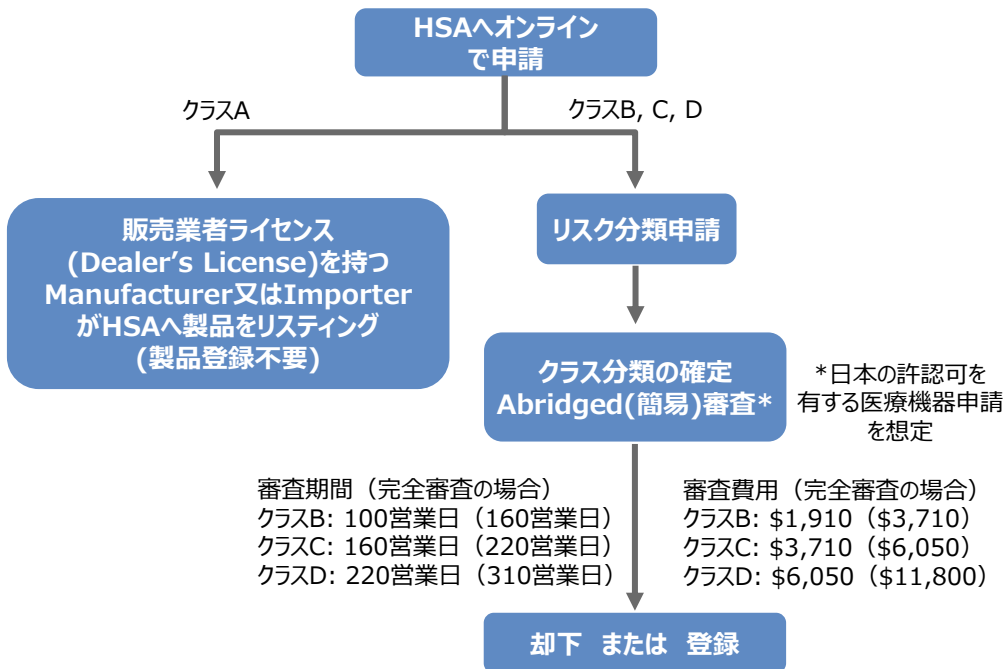 HSAへオンライン
で申請
クラスA
クラスB, C, D
販売業者ライセンス
(Dealer's License)を持つ
Manufacturer又はImporter
がHSAへ製品をリスティング
(製品登録不要)
リスク分類申請
クラス分類の確定
Abridged(簡易)審査*
*日本の許認可を
有する医療機器申請
を想定
審査期間（完全審査の場合）
クラスB: 100営業日（160営業日）
クラスC: 160営業日（220営業日）
クラスD: 220営業日（310営業日）
審査費用（完全審査の場合）
クラスB: $1,910（$3,710）
クラスC: $3,710（$6,050）
クラスD: $6,050（$11,800）
却下 または 登録